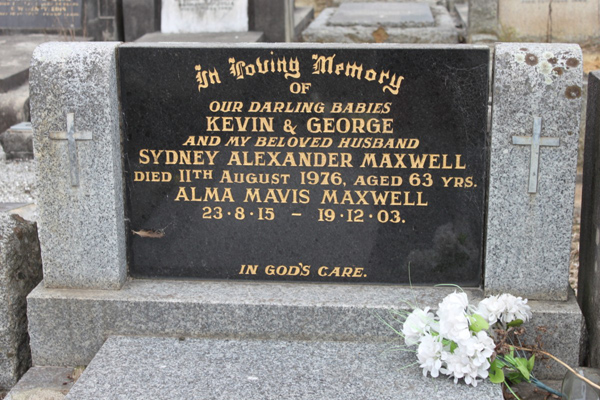 In Loving Memory
OF
OUR DARLING BABIES
KEVIN & GEORGE
AND MY BELOVED HUSBAND
SYDNEY ALEXANDER MAXWELL
DIED 11TH AUGUST 1976, AGED 63 YRS.
ALMA MAVIS MAXWELL
23·8·15 – 19·12·03.
IN GOD'S CARE.